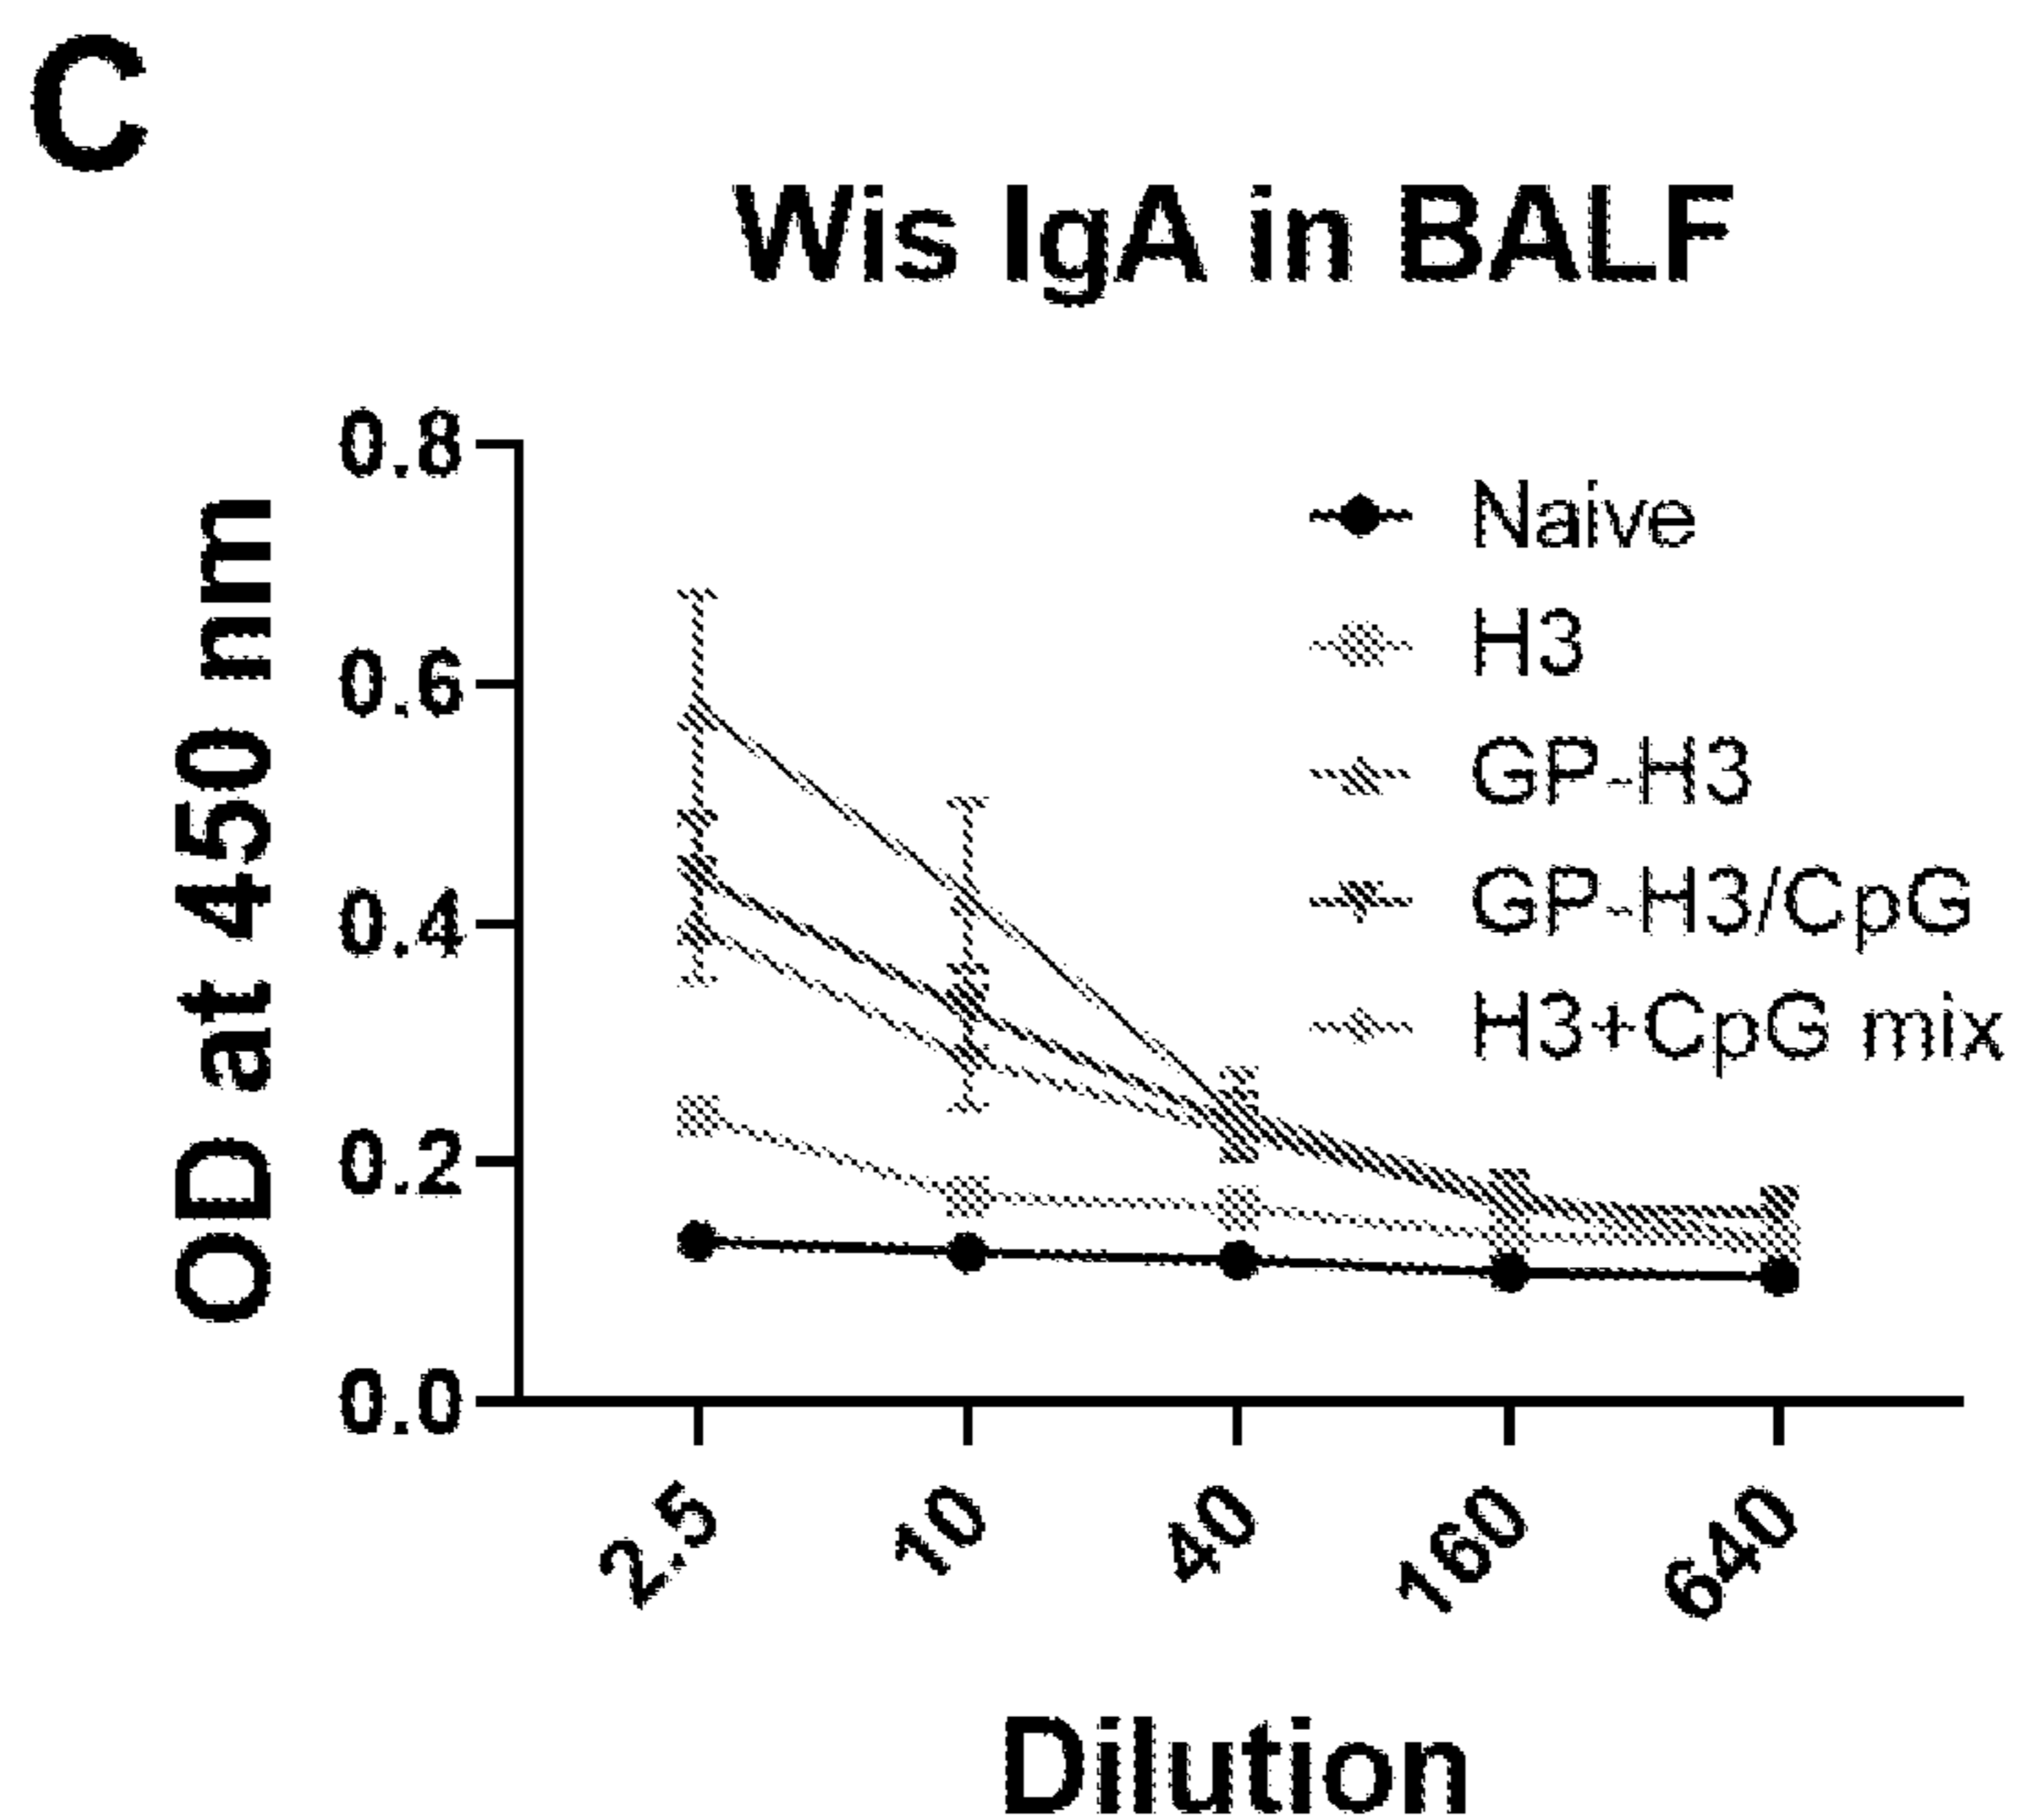 C
Wis IgA in BALF
OD at 450 nm
0.8
0.6
0.4
0.2
0.0
Naive
H3
GP-H3
GP-H3/CpG
H3+CpG mix
2.5 10 40 160 640
Dilution